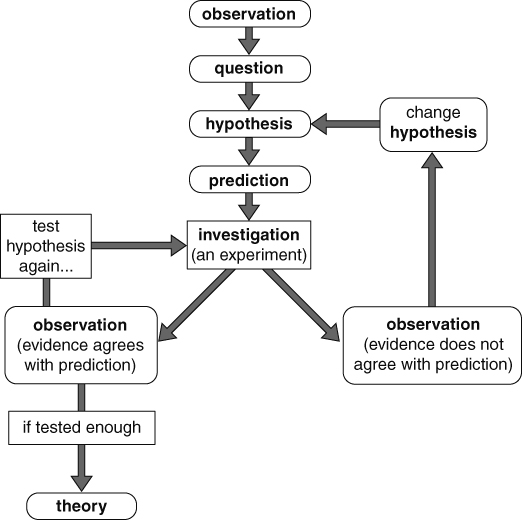 observation
question
hypothesis
change
hypothesis
prediction
test
hypothesis
again...
investigation
(an experiment)
observation
(evidence agrees
with prediction)
observation
(evidence does not
agree with prediction)
if tested enough
theory